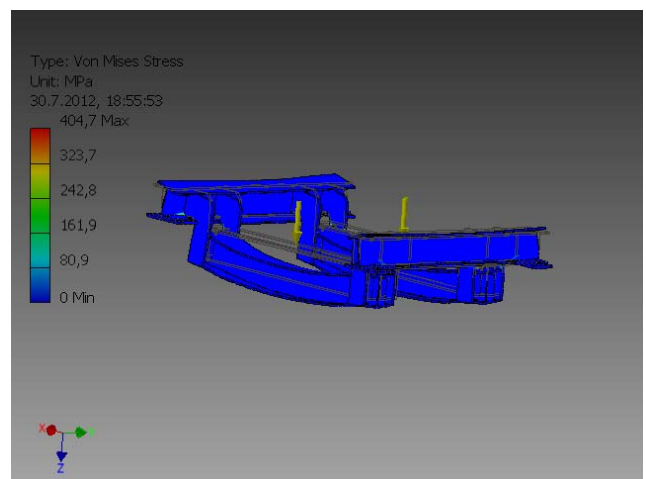 Type: Von Mises Stress
Unit: MPa
30.7.2012, 18:55:53
404,7 Max
323,7
242,8
161,9
80,9
0 Min
X
Z